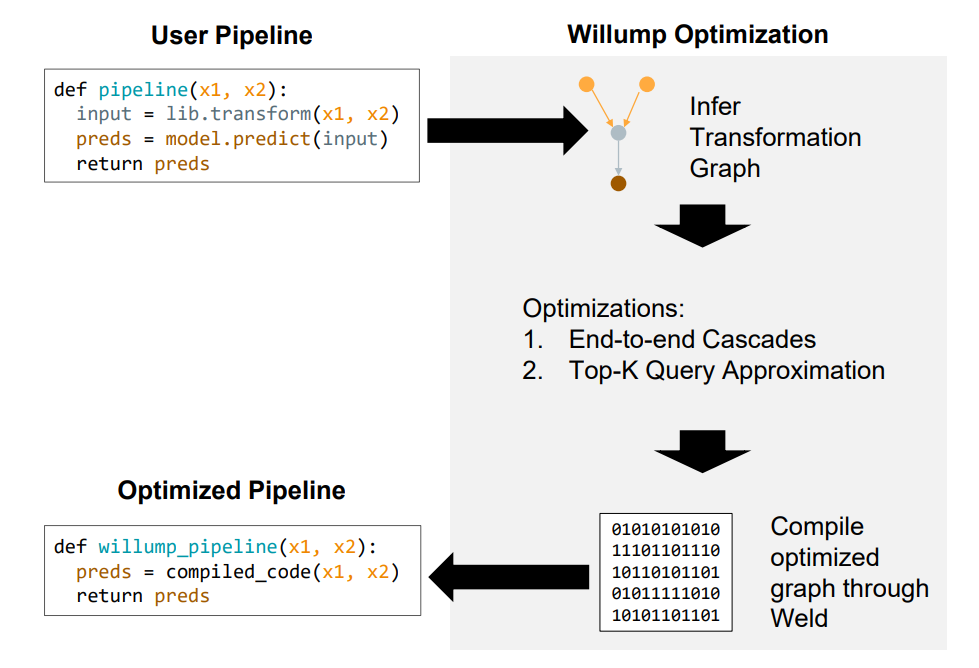 User Pipeline
def pipeline(x1, x2):
input = lib.transform(x1, x2)
preds = model.predict(input)
return preds
Willump Optimization
Infer
Transformation
Graph
Optimizations:
1. End-to-end Cascades
2. Top-K Query Approximation
01010101010
11101101110
10110101101
01011111010
10101101101
Compile
optimized
graph through
Weld
Optimized Pipeline
def willump_pipeline(x1, x2):
preds = compiled_code(x1, x2)
return preds